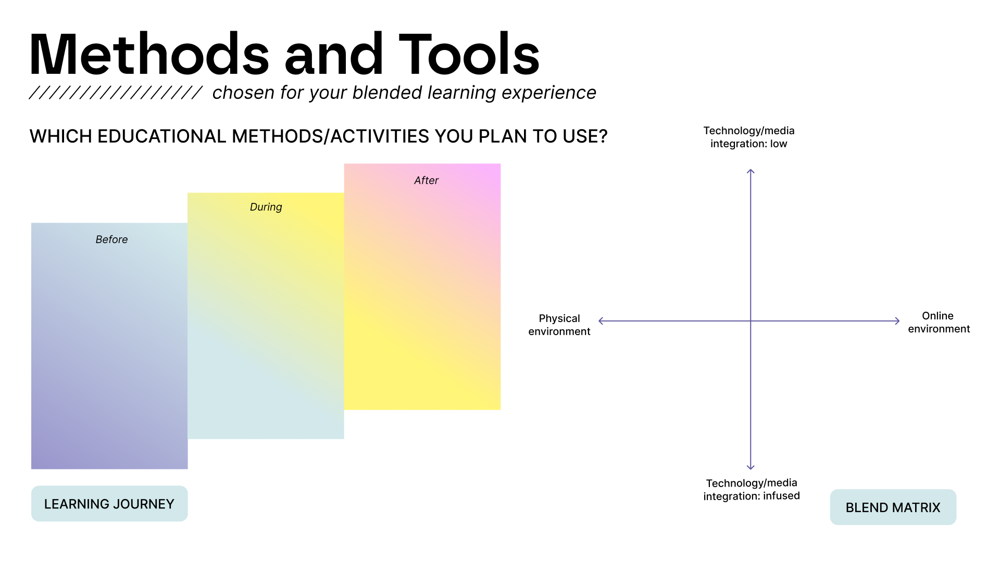 Methods and Tools
//////////////// chosen for your blended learning experience
WHICH EDUCATIONAL METHODS/ACTIVITIES YOU PLAN TO USE?
Before
During
After
LEARNING JOURNEY
Technology/media
integration: low
Physical
environment
Online
environment
Technology/media
integration: infused
BLEND MATRIX